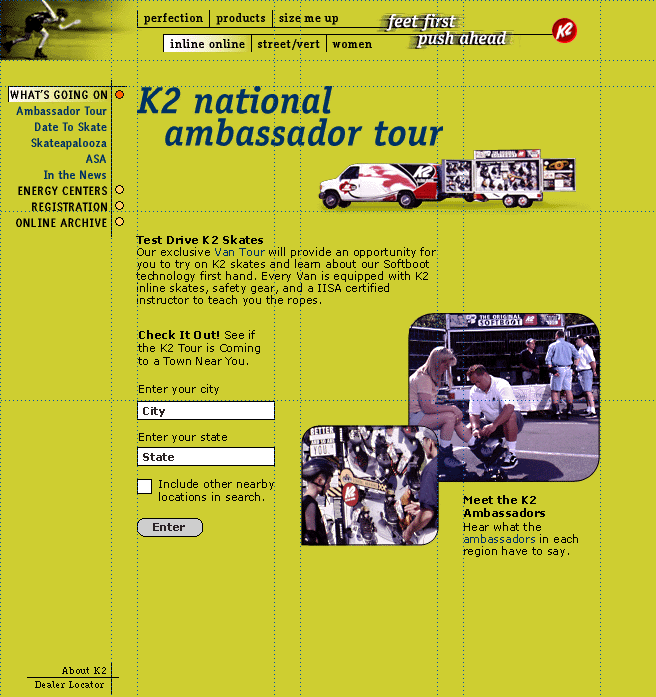 perfection
products
size me up
feet first
push ahead
K2
inline online
street/vert
women
WHAT'S GOING ON
Ambassador Tour
Date To Skate
Skateapalooza
ASA
In the News
ENERGY CENTERS
REGISTRATION
ONLINE ARCHIVE
K2 national
ambassador tour
K2
Test Drive K2 Skates
Our exclusive Van Tour will provide an opportunity for
you to try on K2 skates and learn about our Softboot
technology first hand. Every Van is equipped with K2
inline skates, safety gear, and a IISA certified
instructor to teach you the ropes.
Check It Out! See if
the K2 Tour is Coming
to a Town Near You.
Enter your city
City
Enter your state
State
Include other nearby
locations in search.
Enter
THE ORIGINAL
SOFTBOOT
BETTER
YOU.
K2
Meet the K2
Ambassadors
Hear what the
ambassadors in each
region have to say.
About K2
Dealer Locator